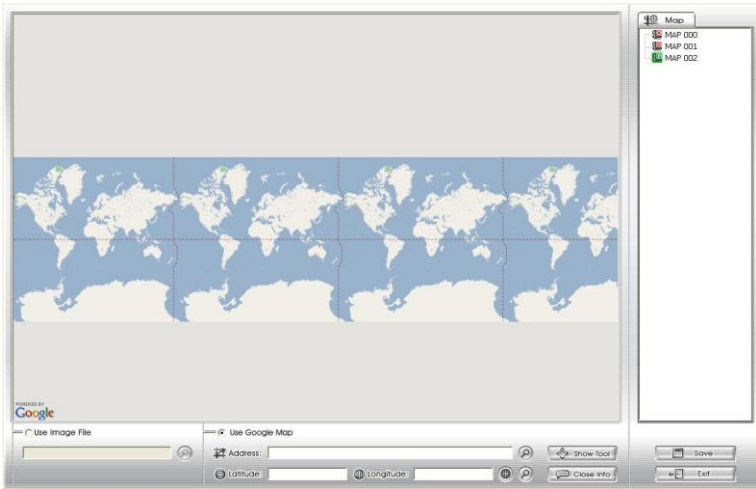 Map
MAP 000
MAP 001
MAP 002
POWERED BY
Google
Use Image File
Use Google Map
Address:
Show Tool
Save
Latitude:
Longitude:
Close Info
Exit